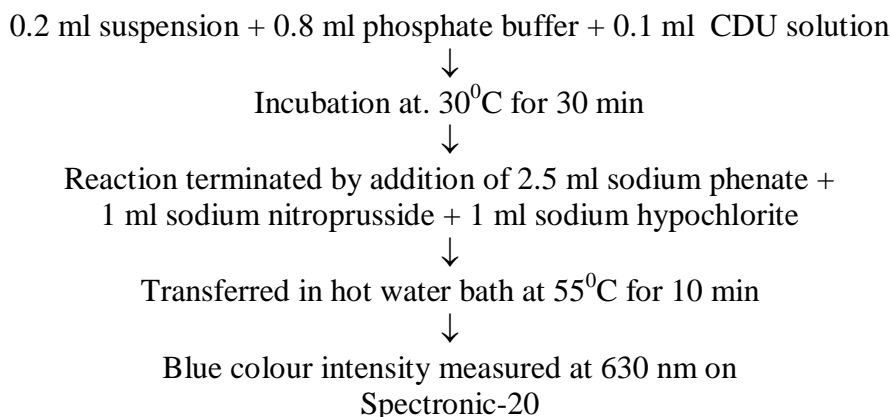 0.2 ml suspension + 0.8 ml phosphate buffer + 0.1 ml CDU solution
↓
Incubation at. 30⁰C for 30 min
↓
Reaction terminated by addition of 2.5 ml sodium phenate +
1 ml sodium nitroprusside + 1 ml sodium hypochlorite
↓
Transferred in hot water bath at 55⁰C for 10 min
↓
Blue colour intensity measured at 630 nm on
Spectronic-20